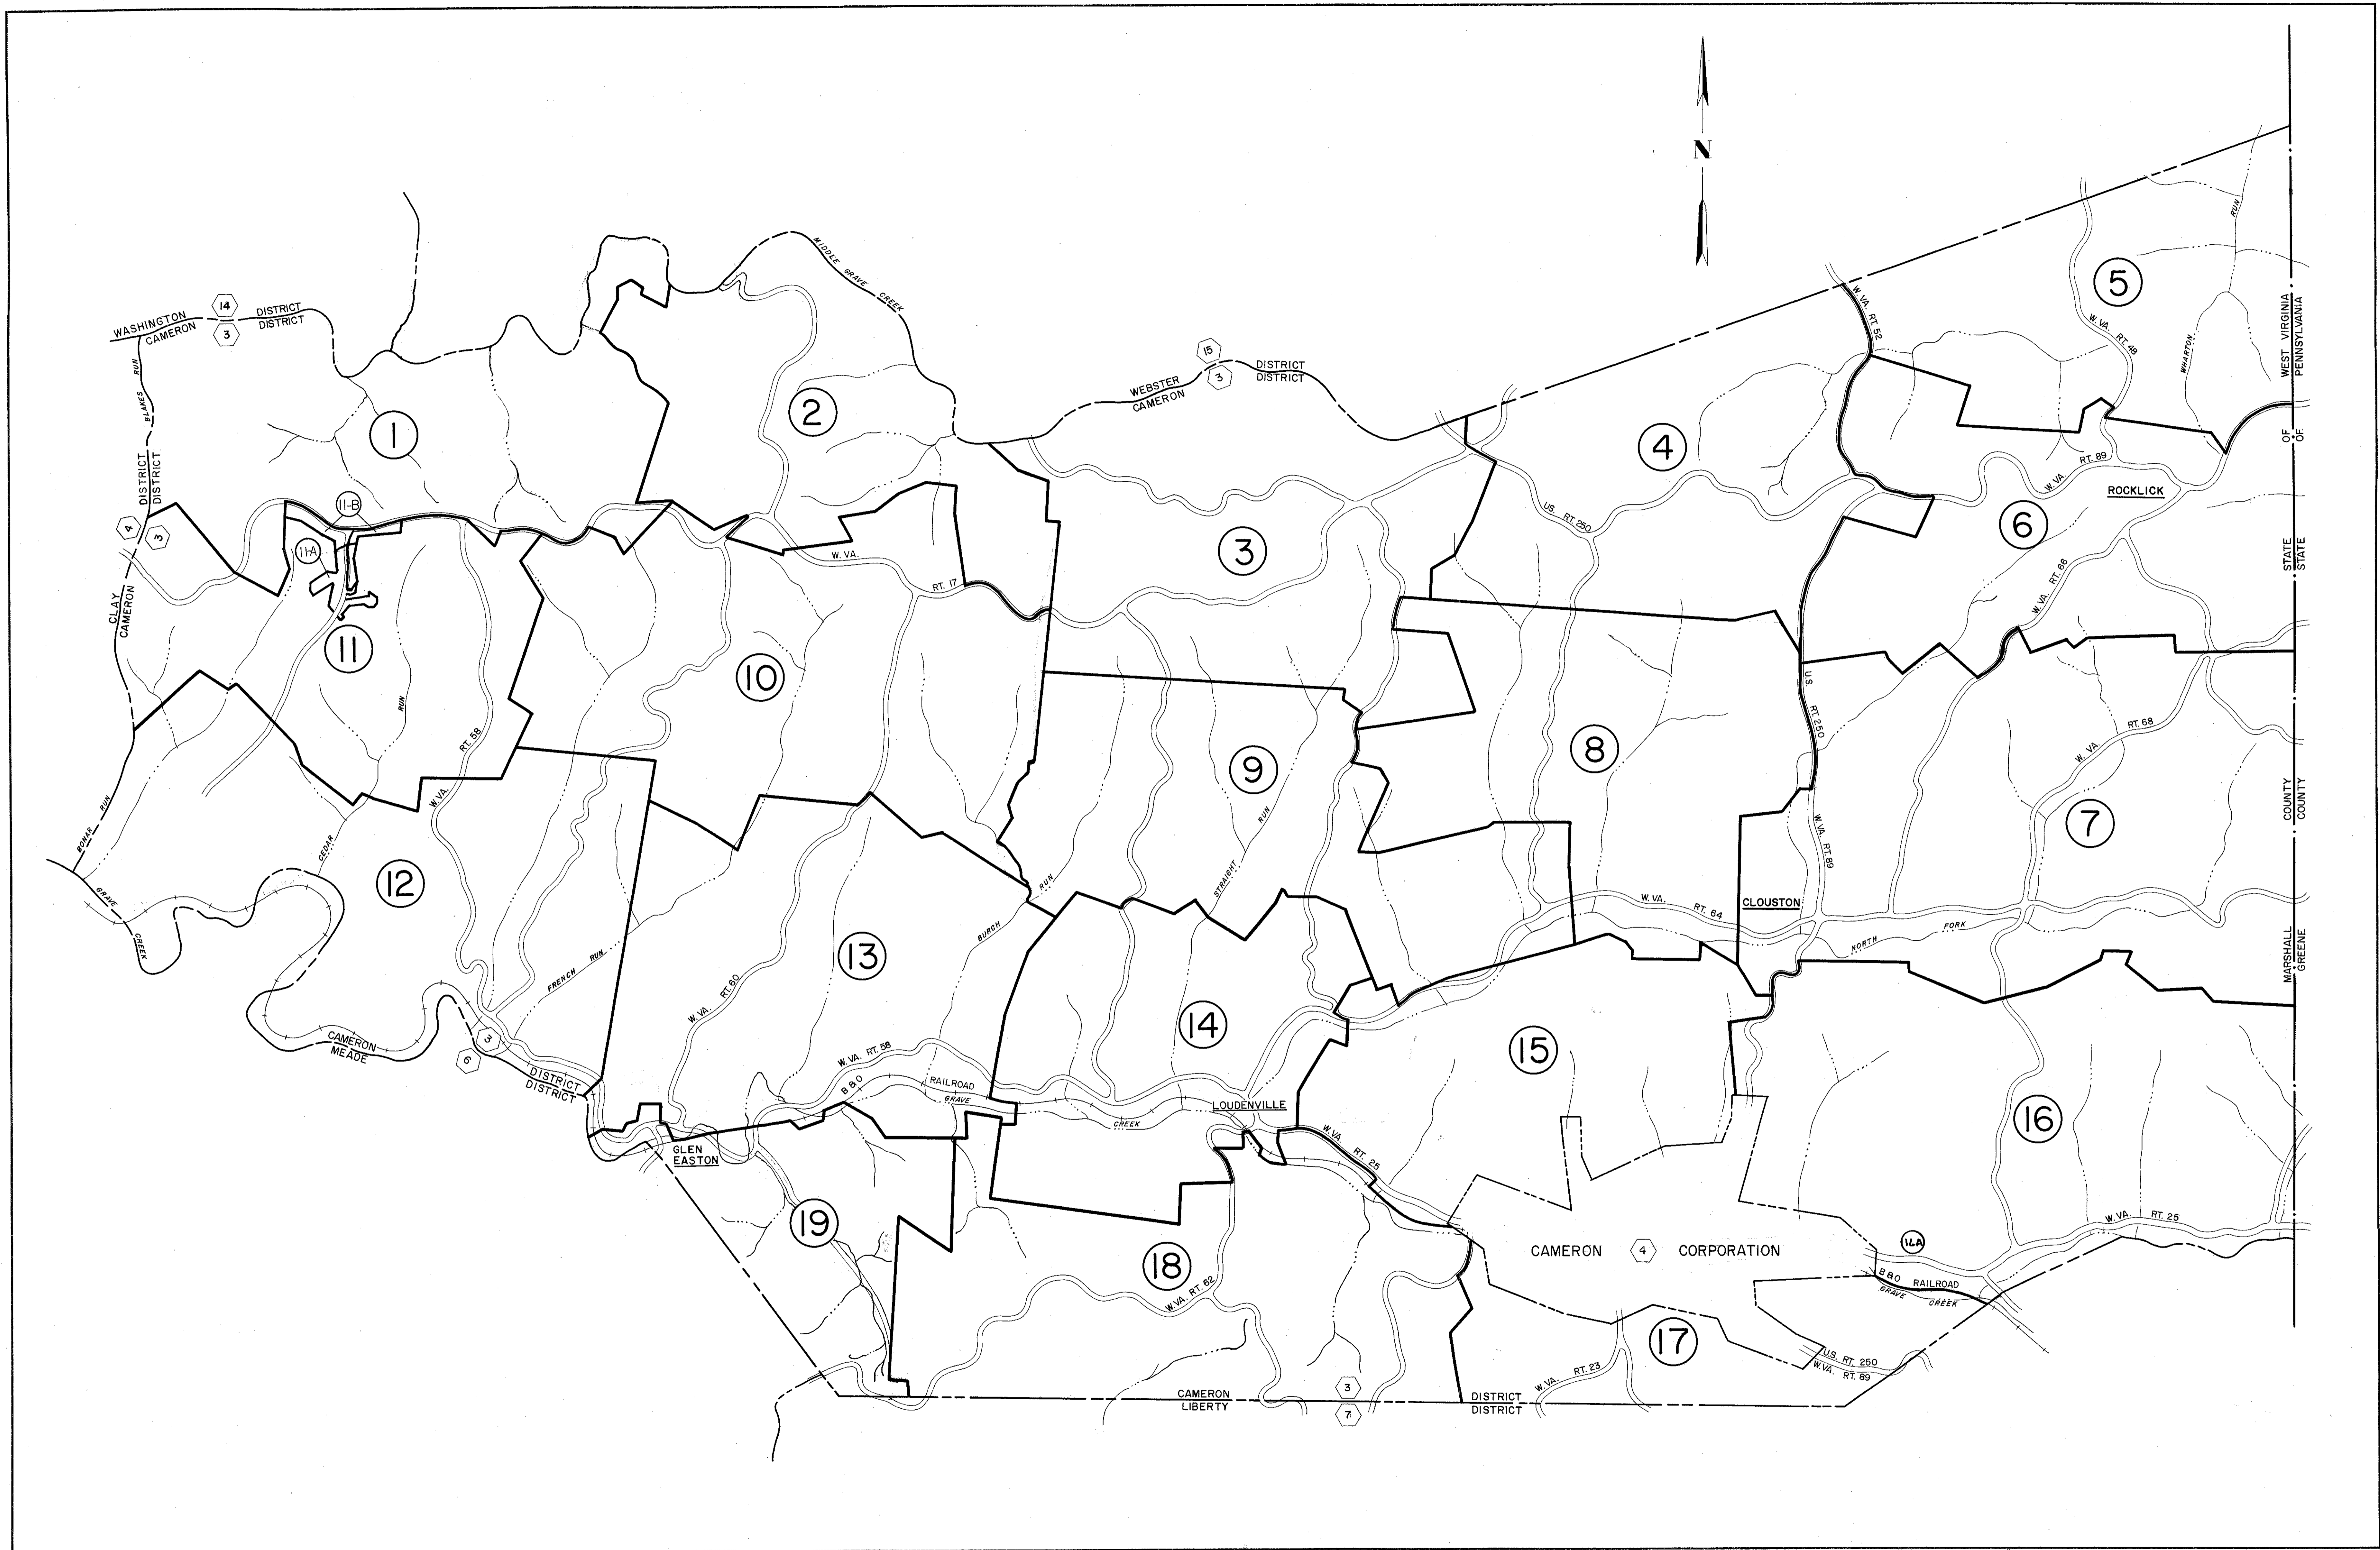 N
14
WASHINGTON DISTRICT
CAMERON DISTRICT
3
BLAKES RUN
DISTRICT
DISTRICT
4
3
CLAY
CAMERON
BONAR RUN
GRAVE CREEK
MIDDLE GRAVE CREEK
15
WEBSTER DISTRICT
CAMERON DISTRICT
3
1
2
3
4
5
6
7
8
9
10
11
11-A
11-B
12
13
14
15
16
16A
17
18
19
W. VA. RT. 52
W. VA. RT. 48
WHARTON RUN
WEST VIRGINIA
PENNSYLVANIA
OF
OF
STATE
STATE
COUNTY
COUNTY
MARSHALL
GREENE
US. RT. 250
W. VA. RT. 89
ROCKLICK
W. VA. RT. 66
W. VA. RT. 17
RUN
RT. 58
W. VA.
CEDAR
U.S. RT. 250
W. VA. RT. 68
W. VA. RT. 89
STRAIGHT RUN
BURGH RUN
FRENCH RUN
W. VA. RT. 60
W. VA. RT. 64
CLOUSTON
NORTH FORK
CAMERON
MEADE
3
6
DISTRICT
DISTRICT
W. VA. RT. 58
B & O RAILROAD
GRAVE CREEK
LOUDENVILLE
GLEN
EASTON
W. VA. RT. 25
W. VA. RT. 25
CAMERON 4 CORPORATION
B & O RAILROAD
GRAVE CREEK
W. VA. RT. 62
W. VA. RT. 23
U.S. RT. 250
W. VA. RT. 89
CAMERON 3 DISTRICT
LIBERTY 7 DISTRICT